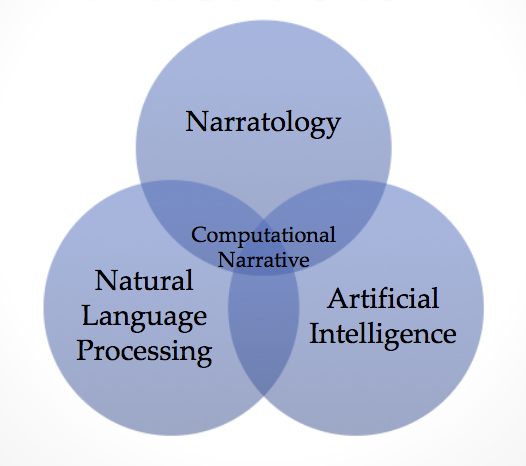 Narratology
Computational
Narrative
Natural
Language
Processing
Artificial
Intelligence